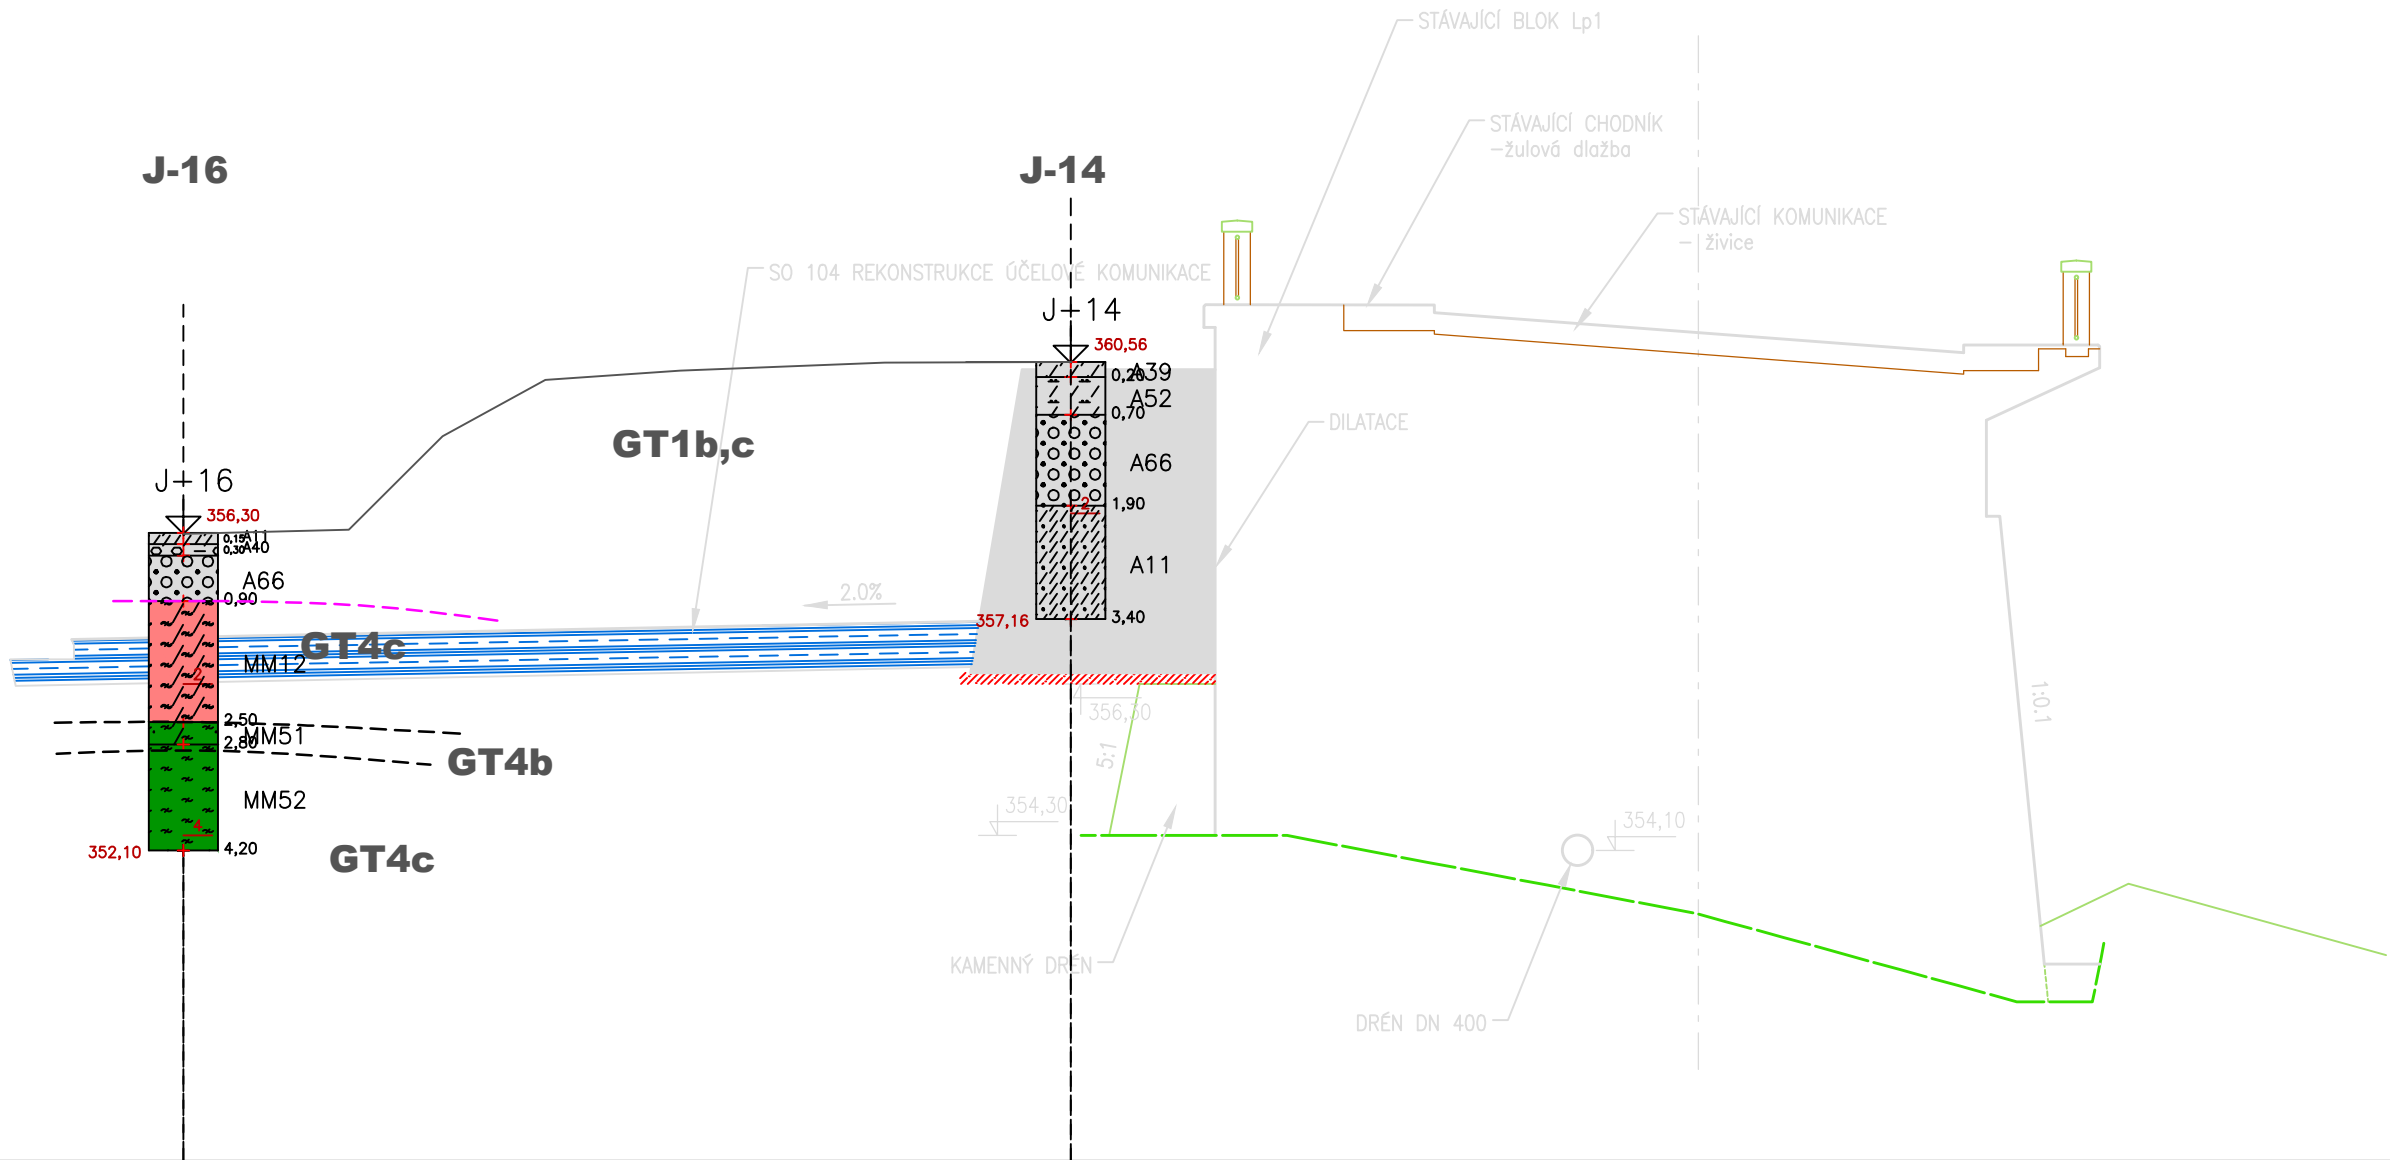 STÁVAJÍCÍ BLOK Lp1
STÁVAJÍCÍ CHODNÍK
-žulová dlažba
J-16
J-14
STÁVAJÍCÍ KOMUNIKACE
- živice
SO 104 REKONSTRUKCE ÚČELOVÉ KOMUNIKACE
J-14
360,56
A39
0,20
A52
0,70
DILATACE
GT1b,c
A66
J-16
1,90
2
356,30
A11
0,15
A40
0,30
A11
A66
2.0%
0,90
3,40
357,16
GT4c
MM12
2
1:0.1
356,30
2,50
MM51
2,80
5:1
GT4b
MM52
354,30
354,10
4
4,20
352,10
GT4c
KAMENNÝ DRÉN
DRÉN DN 400